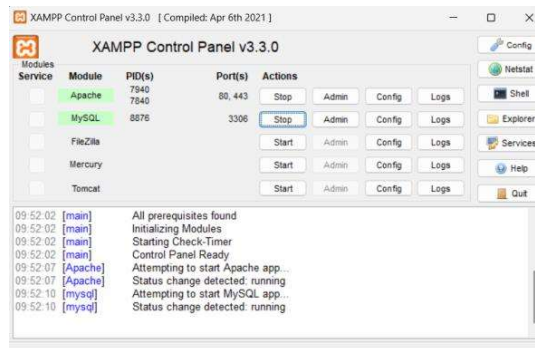 XAMPP Control Panel v3.3.0 [ Compiled: Apr 6th 2021 ]
XAMPP Control Panel v3.3.0
Config
Modules
Service Module PID(s) Port(s) Actions
Netstat
Apache 7940 7840 80, 443 Stop Admin Config Logs
Shell
MySQL 8876 3306 Stop Admin Config Logs
Explorer
FileZilla Start Admin Config Logs
Services
Mercury Start Admin Config Logs
Help
Tomcat Start Admin Config Logs
Quit
09:52:02 [main] All prerequisites found
09:52:02 [main] Initializing Modules
09:52:02 [main] Starting Check-Timer
09:52:02 [main] Control Panel Ready
09:52:07 [Apache] Attempting to start Apache app...
09:52:07 [Apache] Status change detected: running
09:52:10 [mysql] Attempting to start MySQL app...
09:52:10 [mysql] Status change detected: running